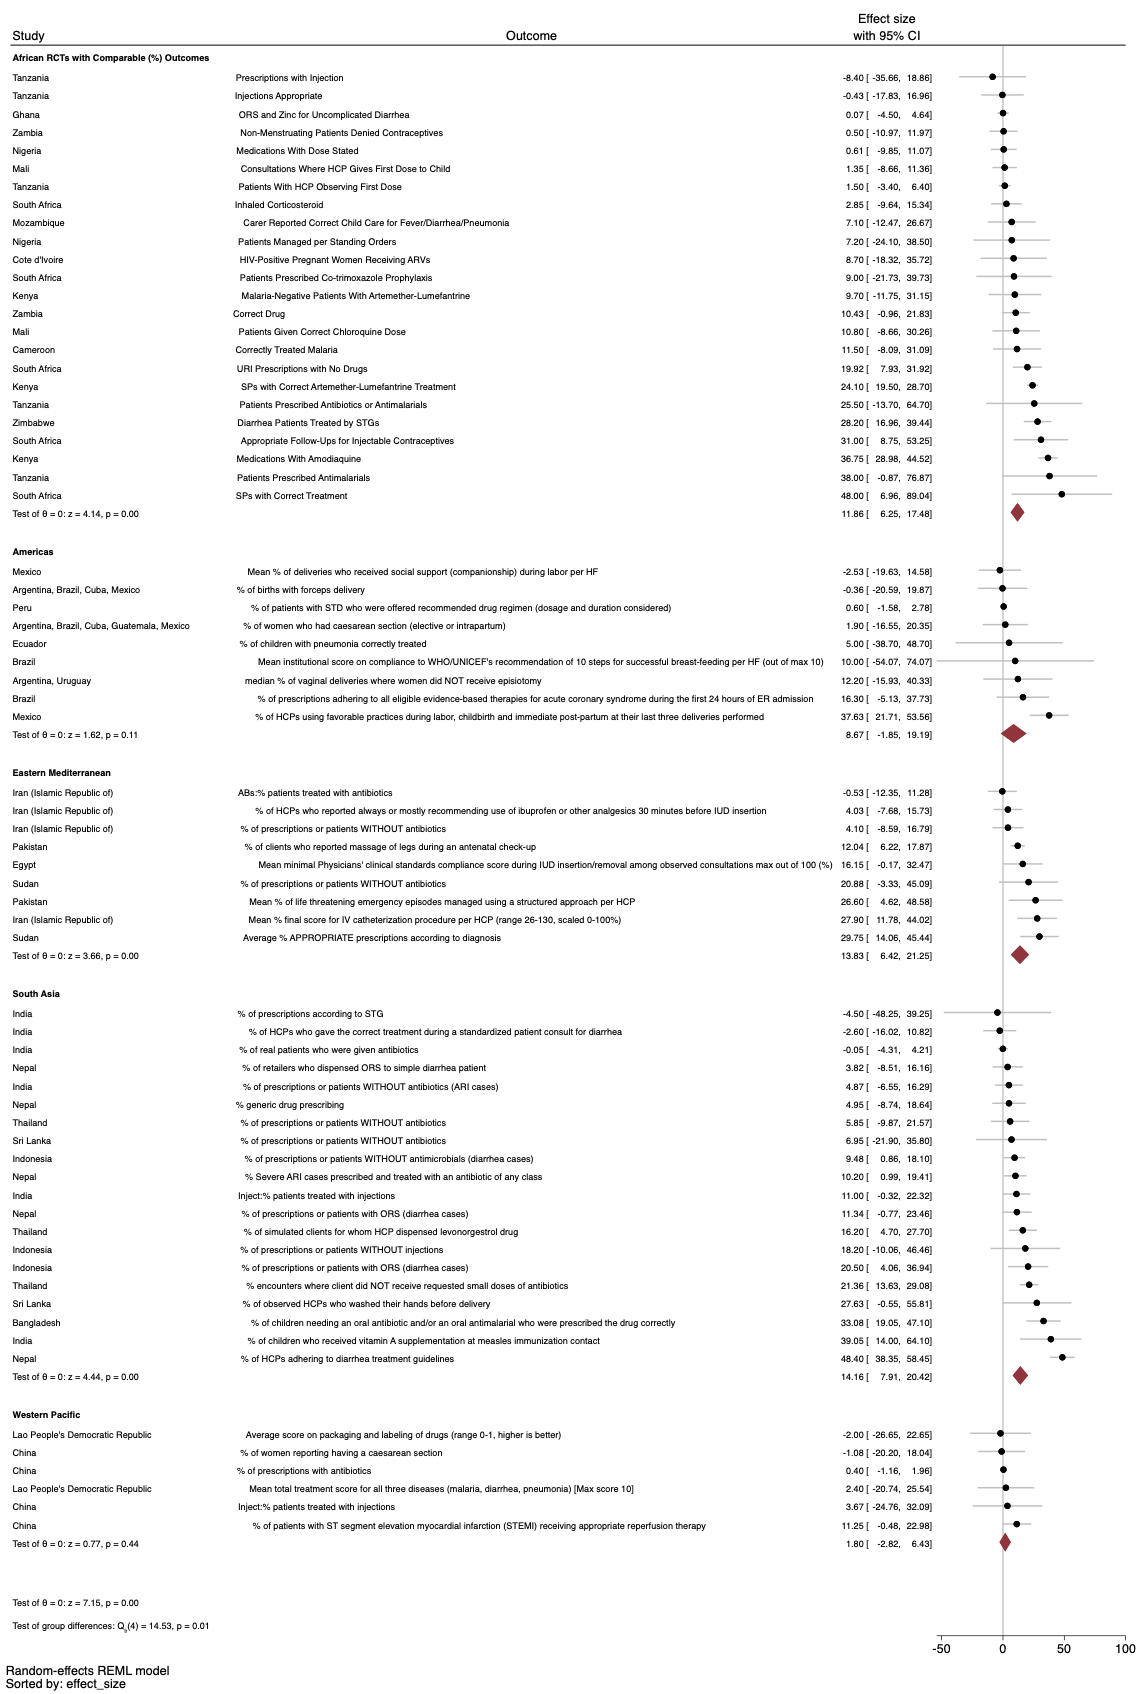 Effect size
Study Outcome with 95% CI
African RCTs with Comparable (%) Outcomes
Tanzania Prescriptions with Injection -8.40 [ -35.66, 18.86]
Tanzania Injections Appropriate -0.43 [ -17.83, 16.96]
Ghana ORS and Zinc for Uncomplicated Diarrhea 0.07 [ -4.50, 4.64]
Zambia Non-Menstruating Patients Denied Contraceptives 0.50 [ -10.97, 11.97]
Nigeria Medications With Dose Stated 0.61 [ -9.85, 11.07]
Mali Consultations Where HCP Gives First Dose to Child 1.35 [ -8.66, 11.36]
Tanzania Patients With HCP Observing First Dose 1.50 [ -3.40, 6.40]
South Africa Inhaled Corticosteroid 2.85 [ -9.64, 15.34]
Mozambique Carer Reported Correct Child Care for Fever/Diarrhea/Pneumonia 7.10 [ -12.47, 26.67]
Nigeria Patients Managed per Standing Orders 7.20 [ -24.10, 38.50]
Cote d'Ivoire HIV-Positive Pregnant Women Receiving ARVs 8.70 [ -18.32, 35.72]
South Africa Patients Prescribed Co-trimoxazole Prophylaxis 9.00 [ -21.73, 39.73]
Kenya Malaria-Negative Patients With Artemether-Lumefantrine 9.70 [ -11.75, 31.15]
Zambia Correct Drug 10.43 [ -0.96, 21.83]
Mali Patients Given Correct Chloroquine Dose 10.80 [ -8.66, 30.26]
Cameroon Correctly Treated Malaria 11.50 [ -8.09, 31.09]
South Africa URI Prescriptions with No Drugs 19.92 [ 7.93, 31.92]
Kenya SPs with Correct Artemether-Lumefantrine Treatment 24.10 [ 19.50, 28.70]
Tanzania Patients Prescribed Antibiotics or Antimalarials 25.50 [ -13.70, 64.70]
Zimbabwe Diarrhea Patients Treated by STGs 28.20 [ 16.96, 39.44]
South Africa Appropriate Follow-Ups for Injectable Contraceptives 31.00 [ 8.75, 53.25]
Kenya Medications With Amodiaquine 36.75 [ 28.98, 44.52]
Tanzania Patients Prescribed Antimalarials 38.00 [ -0.87, 76.87]
South Africa SPs with Correct Treatment 48.00 [ 6.96, 89.04]
Test of θ = 0: z = 4.14, p = 0.00 11.86 [ 6.25, 17.48]
Americas
Mexico Mean % of deliveries who received social support (companionship) during labor per HF -2.53 [ -19.63, 14.58]
Argentina, Brazil, Cuba, Mexico % of births with forceps delivery -0.36 [ -20.59, 19.87]
Peru % of patients with STD who were offered recommended drug regimen (dosage and duration considered) 0.60 [ -1.58, 2.78]
Argentina, Brazil, Cuba, Guatemala, Mexico % of women who had caesarean section (elective or intrapartum) 1.90 [ -16.55, 20.35]
Ecuador % of children with pneumonia correctly treated 5.00 [ -38.70, 48.70]
Brazil Mean institutional score on compliance to WHO/UNICEF's recommendation of 10 steps for successful breast-feeding per HF (out of max 10) 10.00 [ -54.07, 74.07]
Argentina, Uruguay median % of vaginal deliveries where women did NOT receive episiotomy 12.20 [ -15.93, 40.33]
Brazil % of prescriptions adhering to all eligible evidence-based therapies for acute coronary syndrome during the first 24 hours of ER admission 16.30 [ -5.13, 37.73]
Mexico % of HCPs using favorable practices during labor, childbirth and immediate post-partum at their last three deliveries performed 37.63 [ 21.71, 53.56]
Test of θ = 0: z = 1.62, p = 0.11 8.67 [ -1.85, 19.19]
Eastern Mediterranean
Iran (Islamic Republic of) ABs:% patients treated with antibiotics -0.53 [ -12.35, 11.28]
Iran (Islamic Republic of) % of HCPs who reported always or mostly recommending use of ibuprofen or other analgesics 30 minutes before IUD insertion 4.03 [ -7.68, 15.73]
Iran (Islamic Republic of) % of prescriptions or patients WITHOUT antibiotics 4.10 [ -8.59, 16.79]
Pakistan % of clients who reported massage of legs during an antenatal check-up 12.04 [ 6.22, 17.87]
Egypt Mean minimal Physicians' clinical standards compliance score during IUD insertion/removal among observed consultations max out of 100 (%) 16.15 [ -0.17, 32.47]
Sudan % of prescriptions or patients WITHOUT antibiotics 20.88 [ -3.33, 45.09]
Pakistan Mean % of life threatening emergency episodes managed using a structured approach per HCP 26.60 [ 4.62, 48.58]
Iran (Islamic Republic of) Mean % final score for IV catheterization procedure per HCP (range 26-130, scaled 0-100%) 27.90 [ 11.78, 44.02]
Sudan Average % APPROPRIATE prescriptions according to diagnosis 29.75 [ 14.06, 45.44]
Test of θ = 0: z = 3.66, p = 0.00 13.83 [ 6.42, 21.25]
South Asia
India % of prescriptions according to STG -4.50 [ -48.25, 39.25]
India % of HCPs who gave the correct treatment during a standardized patient consult for diarrhea -2.60 [ -16.02, 10.82]
India % of real patients who were given antibiotics -0.05 [ -4.31, 4.21]
Nepal % of retailers who dispensed ORS to simple diarrhea patient 3.82 [ -8.51, 16.16]
India % of prescriptions or patients WITHOUT antibiotics (ARI cases) 4.87 [ -6.55, 16.29]
Nepal % generic drug prescribing 4.95 [ -8.74, 18.64]
Thailand % of prescriptions or patients WITHOUT antibiotics 5.85 [ -9.87, 21.57]
Sri Lanka % of prescriptions or patients WITHOUT antibiotics 6.95 [ -21.90, 35.80]
Indonesia % of prescriptions or patients WITHOUT antimicrobials (diarrhea cases) 9.48 [ 0.86, 18.10]
Nepal % Severe ARI cases prescribed and treated with an antibiotic of any class 10.20 [ 0.99, 19.41]
India Inject:% patients treated with injections 11.00 [ -0.32, 22.32]
Nepal % of prescriptions or patients with ORS (diarrhea cases) 11.34 [ -0.77, 23.46]
Thailand % of simulated clients for whom HCP dispensed levonorgestrol drug 16.20 [ 4.70, 27.70]
Indonesia % of prescriptions or patients WITHOUT injections 18.20 [ -10.06, 46.46]
Indonesia % of prescriptions or patients with ORS (diarrhea cases) 20.50 [ 4.06, 36.94]
Thailand % encounters where client did NOT receive requested small doses of antibiotics 21.36 [ 13.63, 29.08]
Sri Lanka % of observed HCPs who washed their hands before delivery 27.63 [ -0.55, 55.81]
Bangladesh % of children needing an oral antibiotic and/or an oral antimalarial who were prescribed the drug correctly 33.08 [ 19.05, 47.10]
India % of children who received vitamin A supplementation at measles immunization contact 39.05 [ 14.00, 64.10]
Nepal % of HCPs adhering to diarrhea treatment guidelines 48.40 [ 38.35, 58.45]
Test of θ = 0: z = 4.44, p = 0.00 14.16 [ 7.91, 20.42]
Western Pacific
Lao People's Democratic Republic Average score on packaging and labeling of drugs (range 0-1, higher is better) -2.00 [ -26.65, 22.65]
China % of women reporting having a caesarean section -1.08 [ -20.20, 18.04]
China % of prescriptions with antibiotics 0.40 [ -1.16, 1.96]
Lao People's Democratic Republic Mean total treatment score for all three diseases (malaria, diarrhea, pneumonia) [Max score 10] 2.40 [ -20.74, 25.54]
China Inject:% patients treated with injections 3.67 [ -24.76, 32.09]
China % of patients with ST segment elevation myocardial infarction (STEMI) receiving appropriate reperfusion therapy 11.25 [ -0.48, 22.98]
Test of θ = 0: z = 0.77, p = 0.44 1.80 [ -2.82, 6.43]
Test of θ = 0: z = 7.15, p = 0.00
Test of group differences: Q_b(4) = 14.53, p = 0.01
-50 0 50 100
Random-effects REML model
Sorted by: effect_size